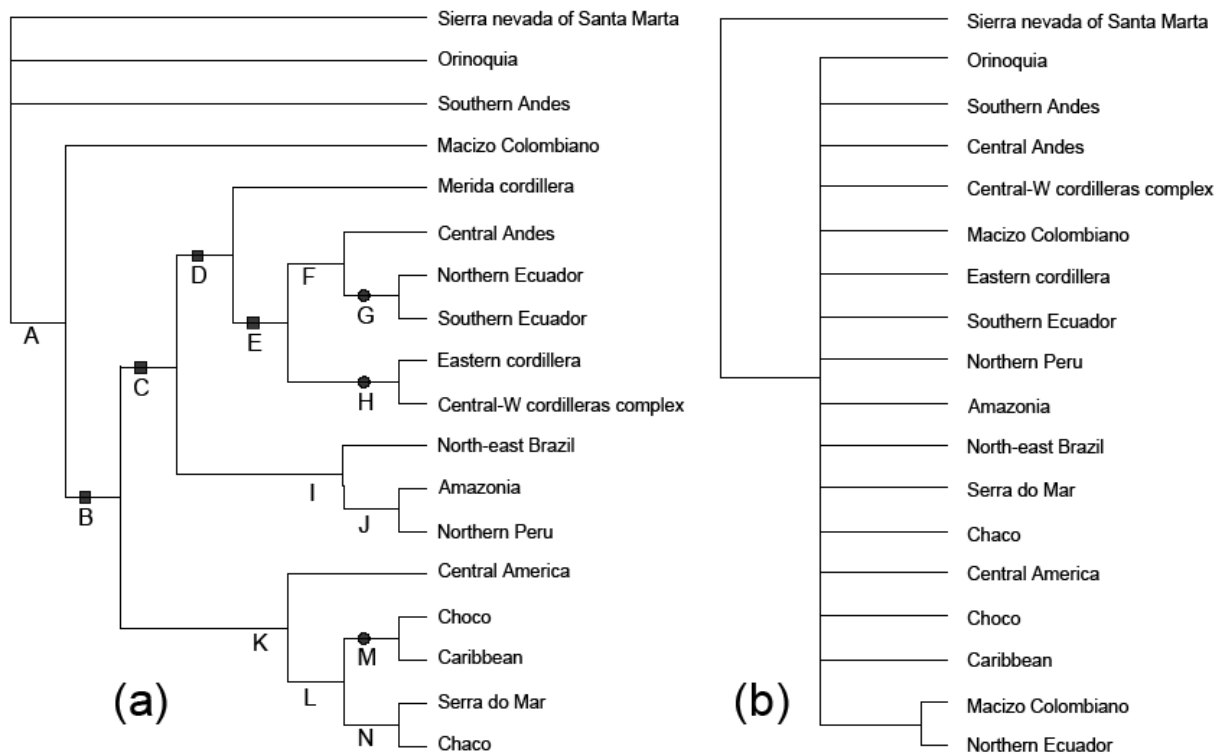 Sierra nevada of Santa Marta
Orinoquia
Southern Andes
Macizo Colombiano
Merida cordillera
Central Andes
Northern Ecuador
Southern Ecuador
Eastern cordillera
Central-W cordilleras complex
North-east Brazil
Amazonia
Northern Peru
Central America
Choco
Caribbean
Serra do Mar
Chaco
A
B
C
D
E
F
G
H
I
J
K
L
M
N
(a)
Sierra nevada of Santa Marta
Orinoquia
Southern Andes
Central Andes
Central-W cordilleras complex
Macizo Colombiano
Eastern cordillera
Southern Ecuador
Northern Peru
Amazonia
North-east Brazil
Serra do Mar
Chaco
Central America
Choco
Caribbean
Macizo Colombiano
Northern Ecuador
(b)